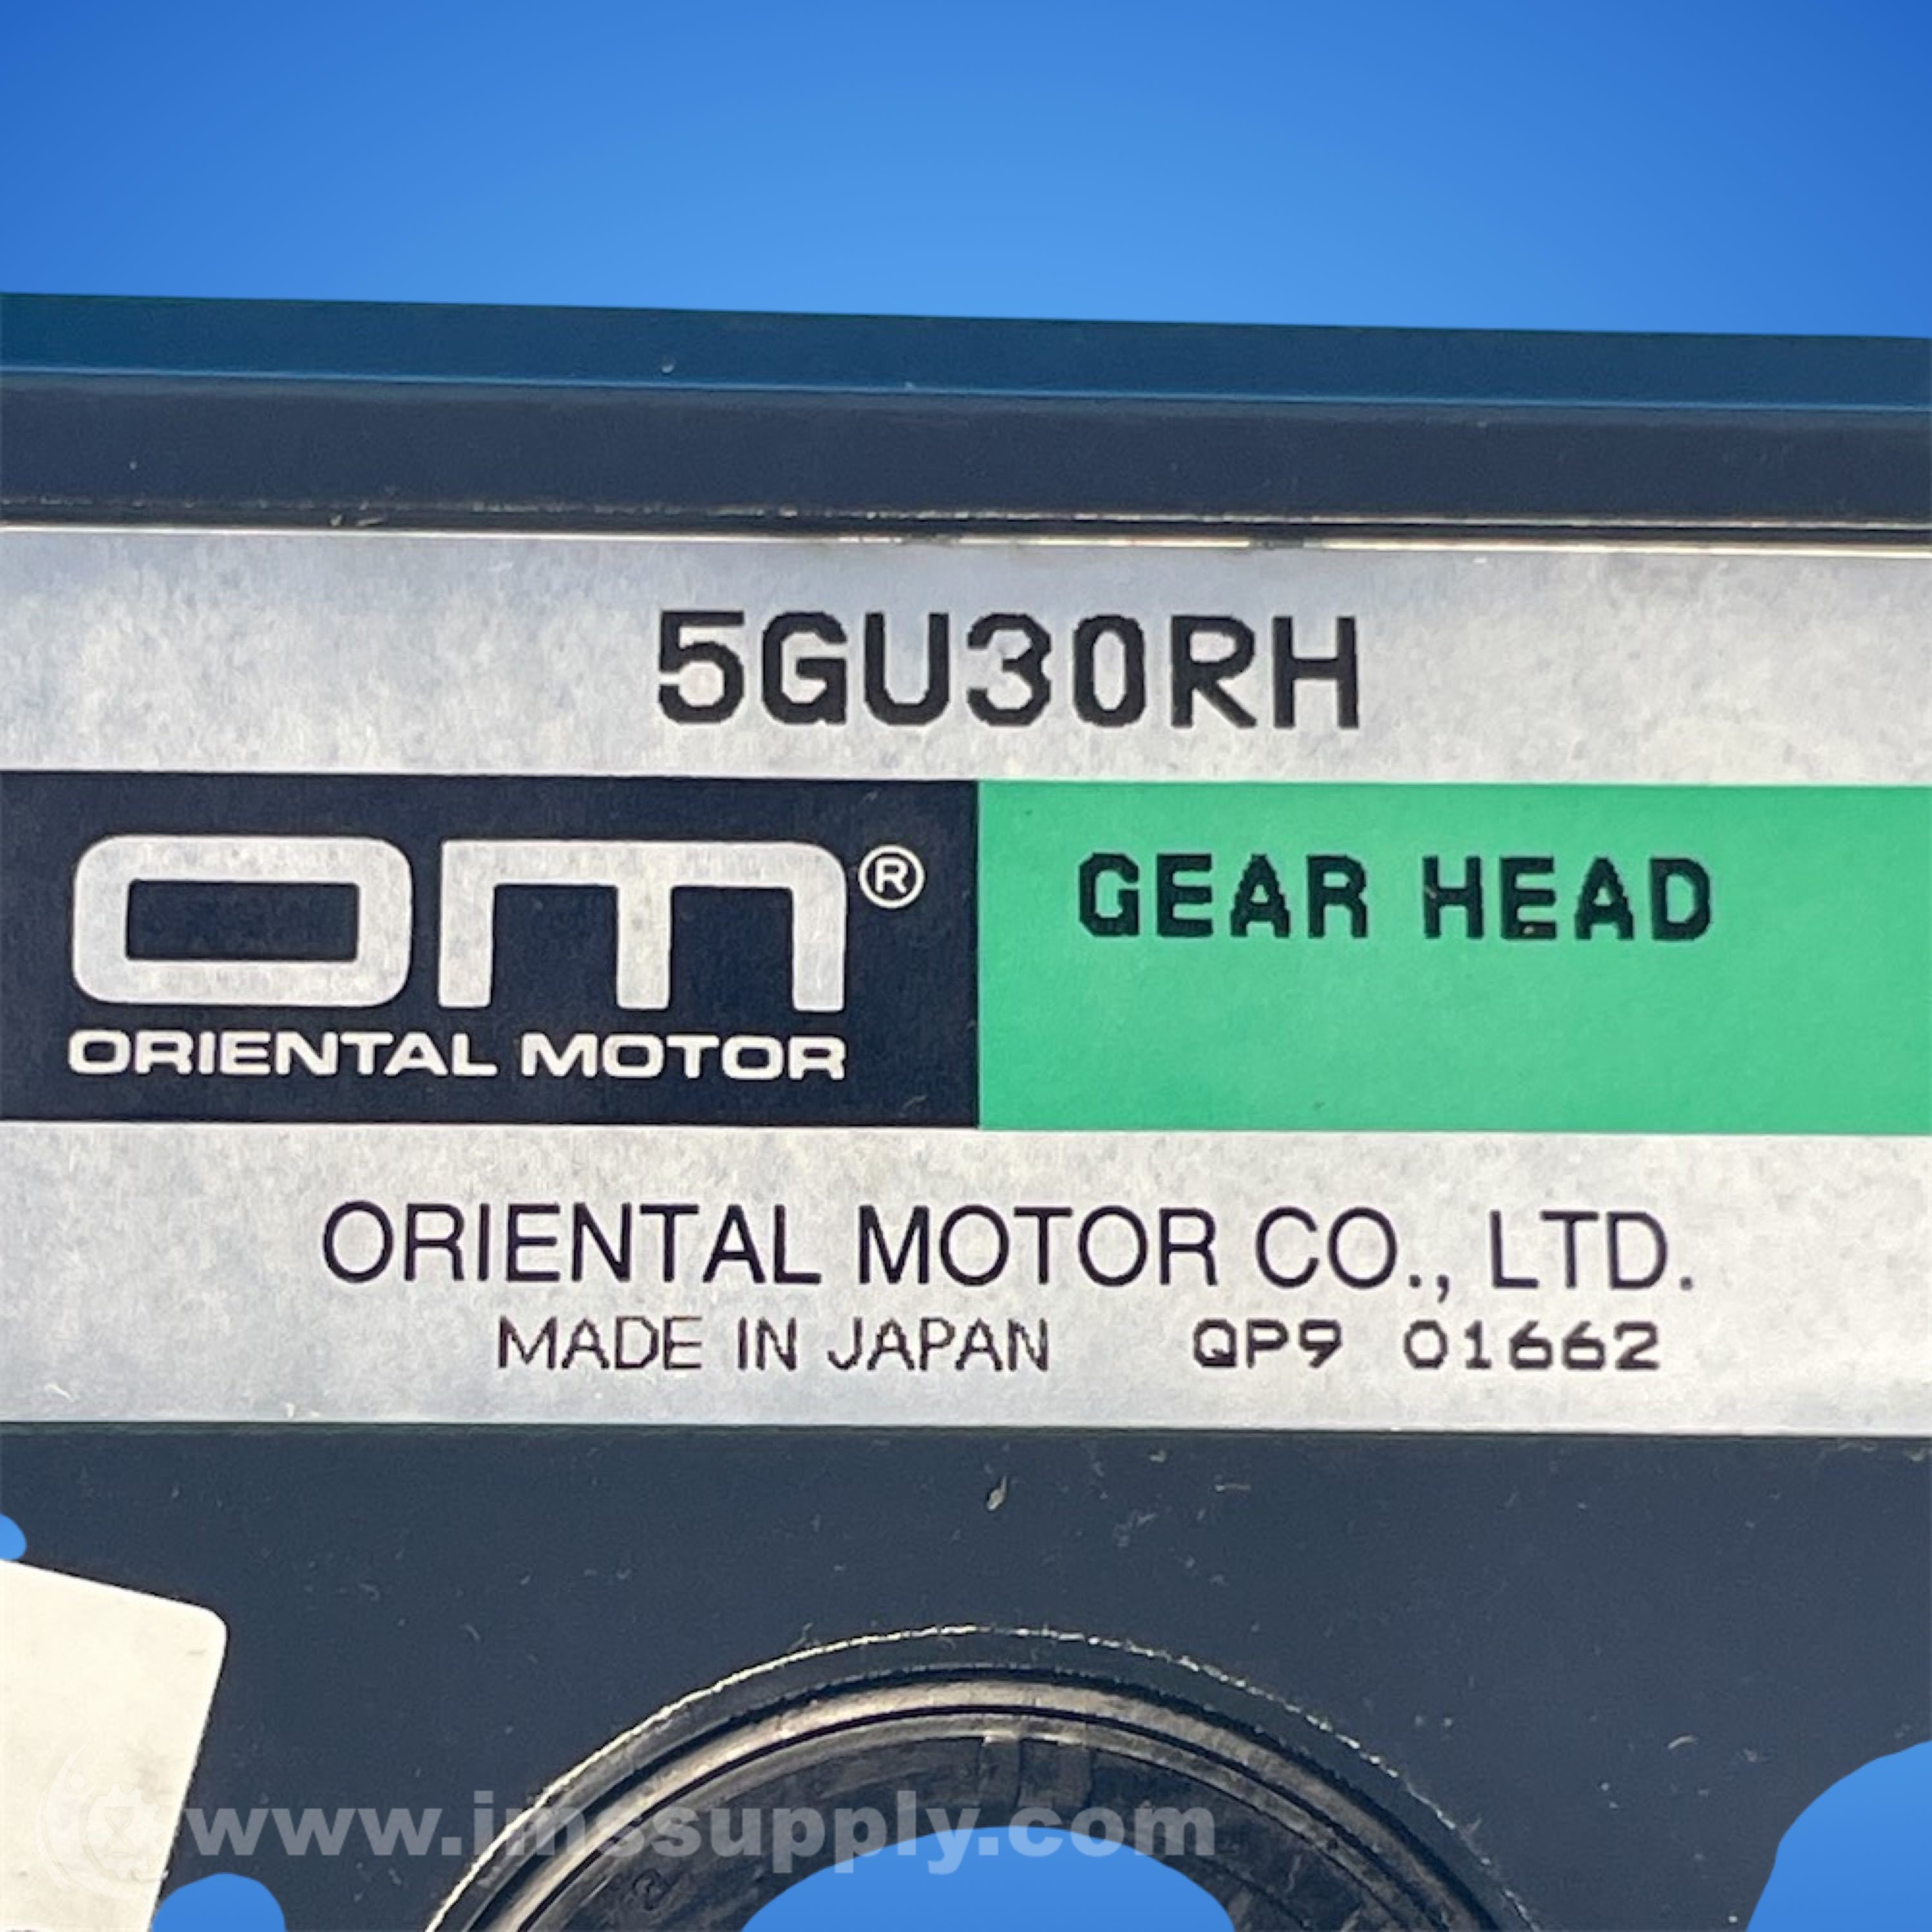 5GU30RH
om®
ORIENTAL MOTOR
GEAR HEAD
ORIENTAL MOTOR CO., LTD.
MADE IN JAPAN QP9 01662
www.imssupply.com